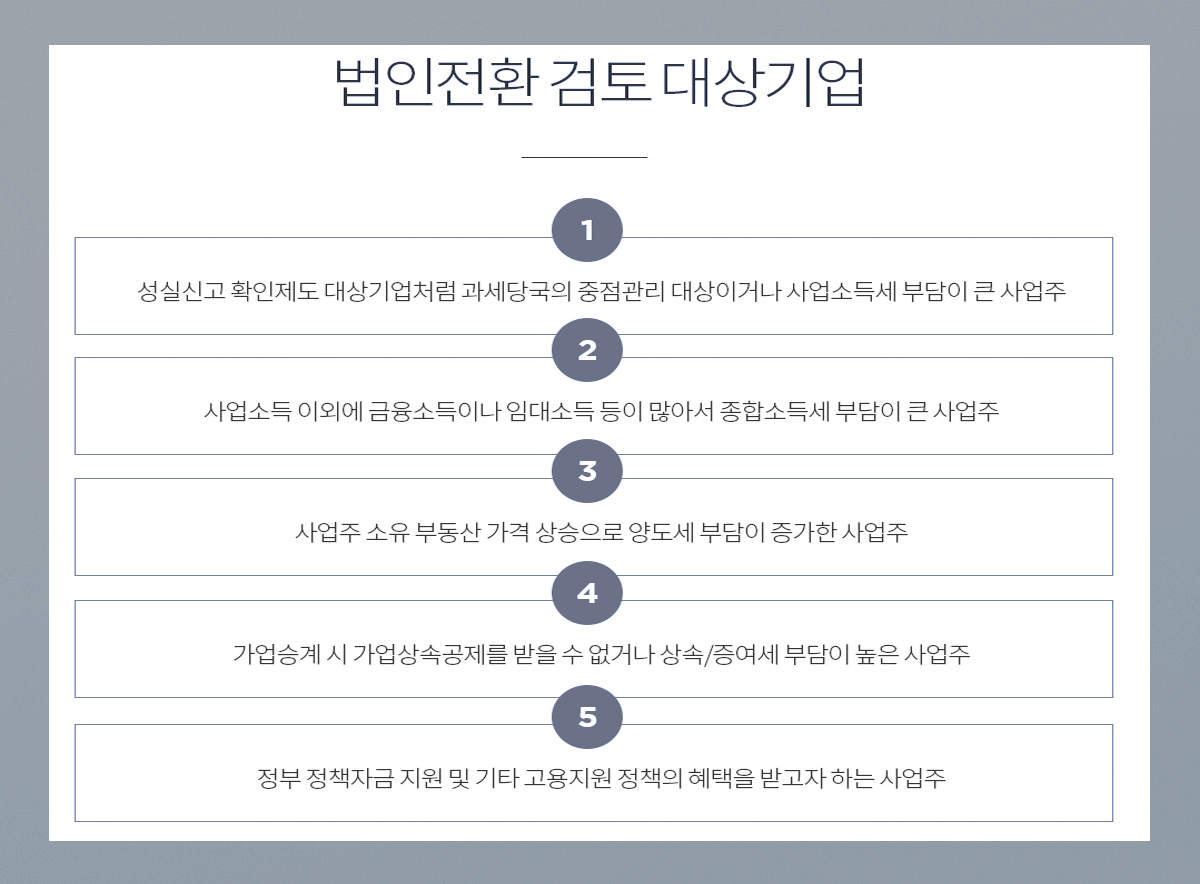 법인전환 검토 대상기업
1
성실신고 확인제도 대상기업처럼 과세당국의 중점관리 대상이거나 사업소득세 부담이 큰 사업주
2
사업소득 이외에 금융소득이나 임대소득 등이 많아서 종합소득세 부담이 큰 사업주
3
사업주 소유 부동산 가격 상승으로 양도세 부담이 증가한 사업주
4
가업승계 시 가업상속공제를 받을 수 없거나 상속/증여세 부담이 높은 사업주
5
정부 정책자금 지원 및 기타 고용지원 정책의 혜택을 받고자 하는 사업주